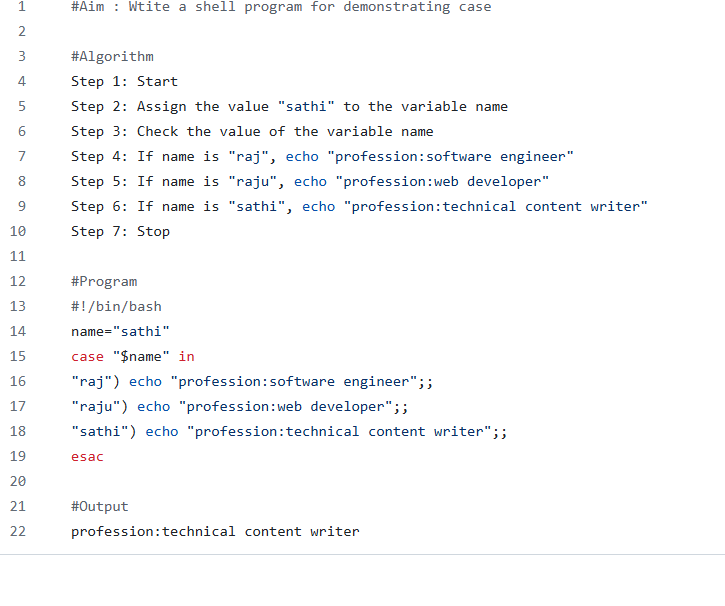 1 #Aim : Wtite a shell program for demonstrating case
2
3 #Algorithm
4 Step 1: Start
5 Step 2: Assign the value "sathi" to the variable name
6 Step 3: Check the value of the variable name
7 Step 4: If name is "raj", echo "profession:software engineer"
8 Step 5: If name is "raju", echo "profession:web developer"
9 Step 6: If name is "sathi", echo "profession:technical content writer"
10 Step 7: Stop
11
12 #Program
13 #!/bin/bash
14 name="sathi"
15 case "$name" in
16 "raj") echo "profession:software engineer";;
17 "raju") echo "profession:web developer";;
18 "sathi") echo "profession:technical content writer";;
19 esac
20
21 #Output
22 profession:technical content writer